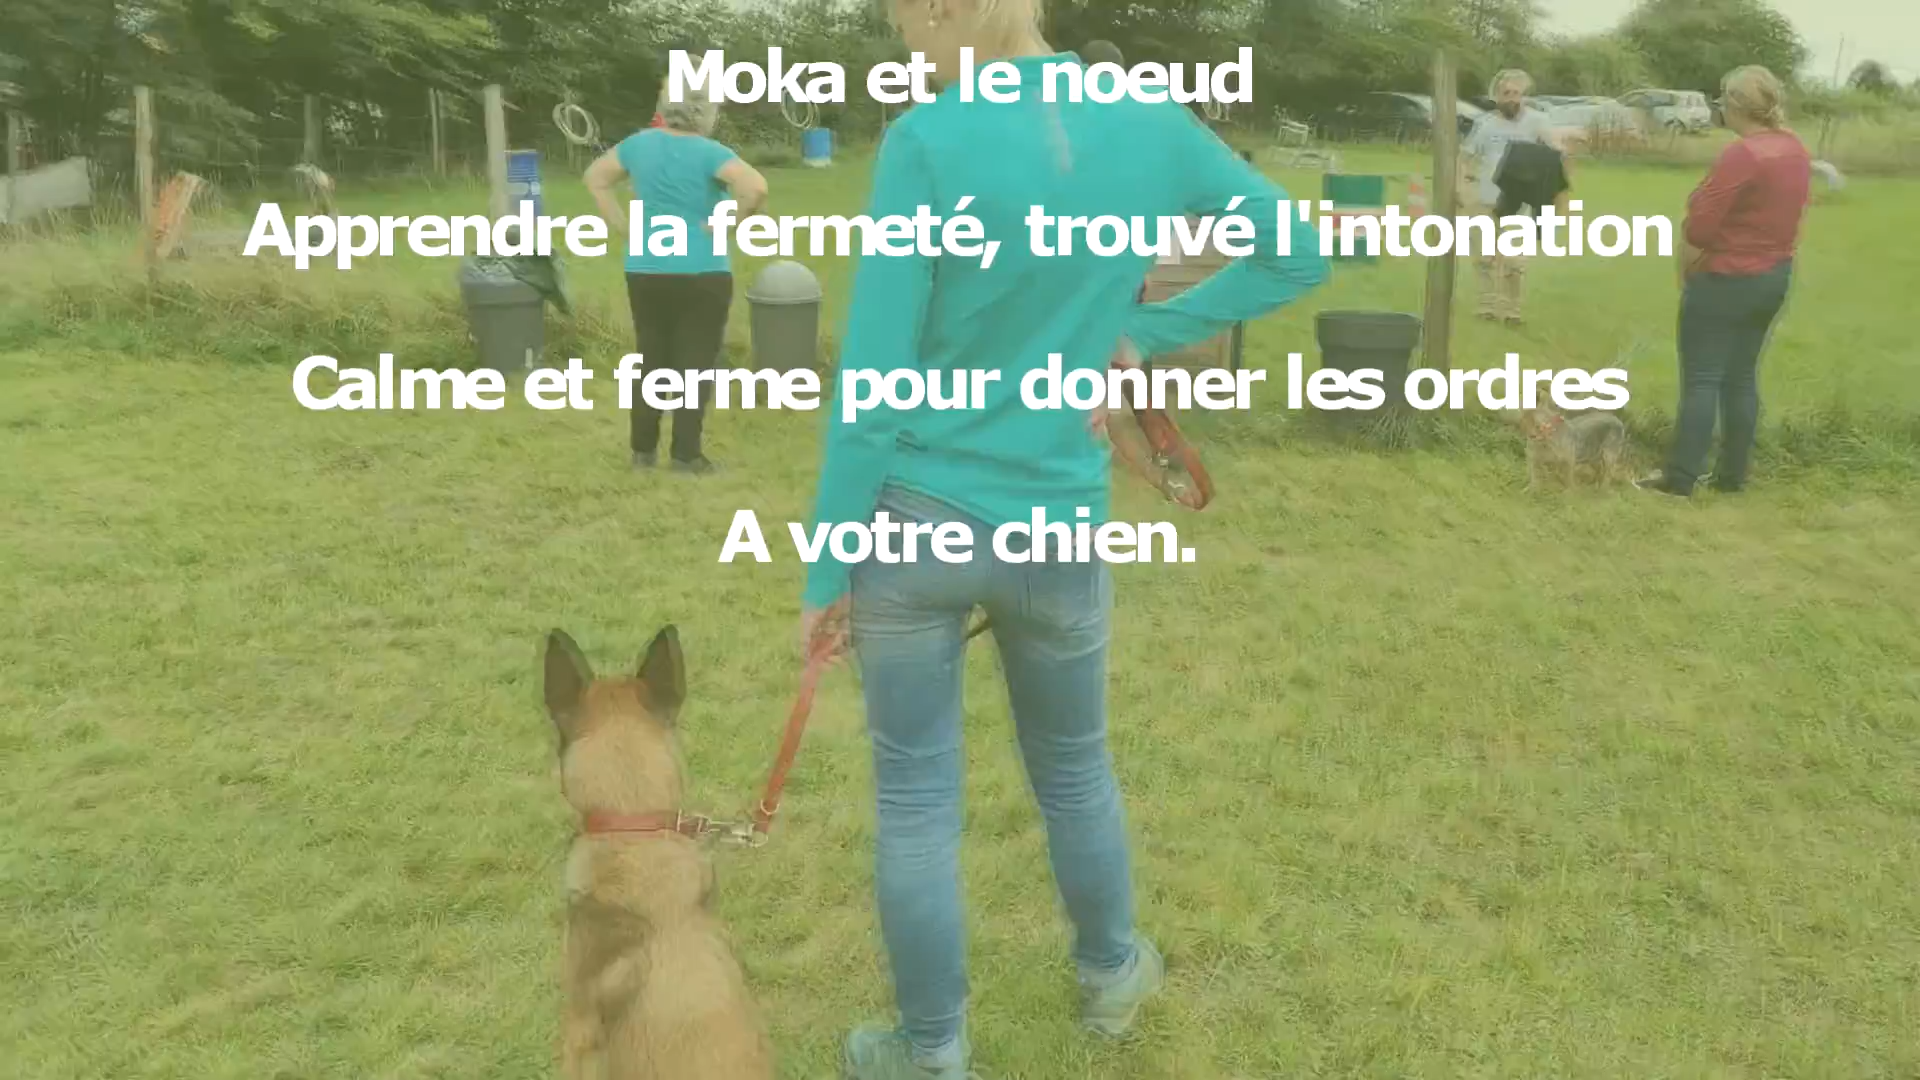 Moka et le noeud
Apprendre la fermeté, trouvé l'intonation
Calme et ferme pour donner les ordres
A votre chien.